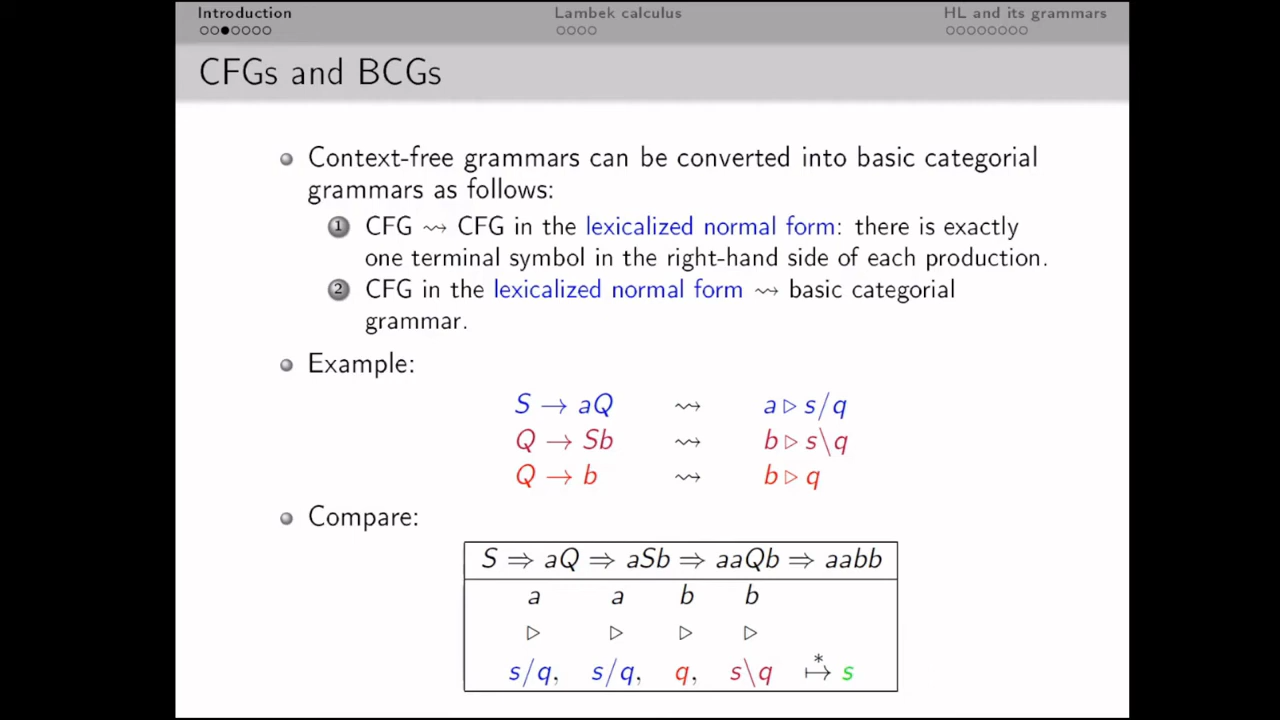 Introduction Lambek calculus HL and its grammars
CFGs and BCGs
Context-free grammars can be converted into basic categorial
grammars as follows:
1 CFG ⇝ CFG in the lexicalized normal form: there is exactly
one terminal symbol in the right-hand side of each production.
2 CFG in the lexicalized normal form ⇝ basic categorial
grammar.
Example:
S → aQ ⇝ a ▷ s/q
Q → Sb ⇝ b ▷ s\q
Q → b ⇝ b ▷ q
Compare:
S ⇒ aQ ⇒ aSb ⇒ aaQb ⇒ aabb
a a b b
▷ ▷ ▷ ▷
s/q, s/q, q, s\q ↦* s